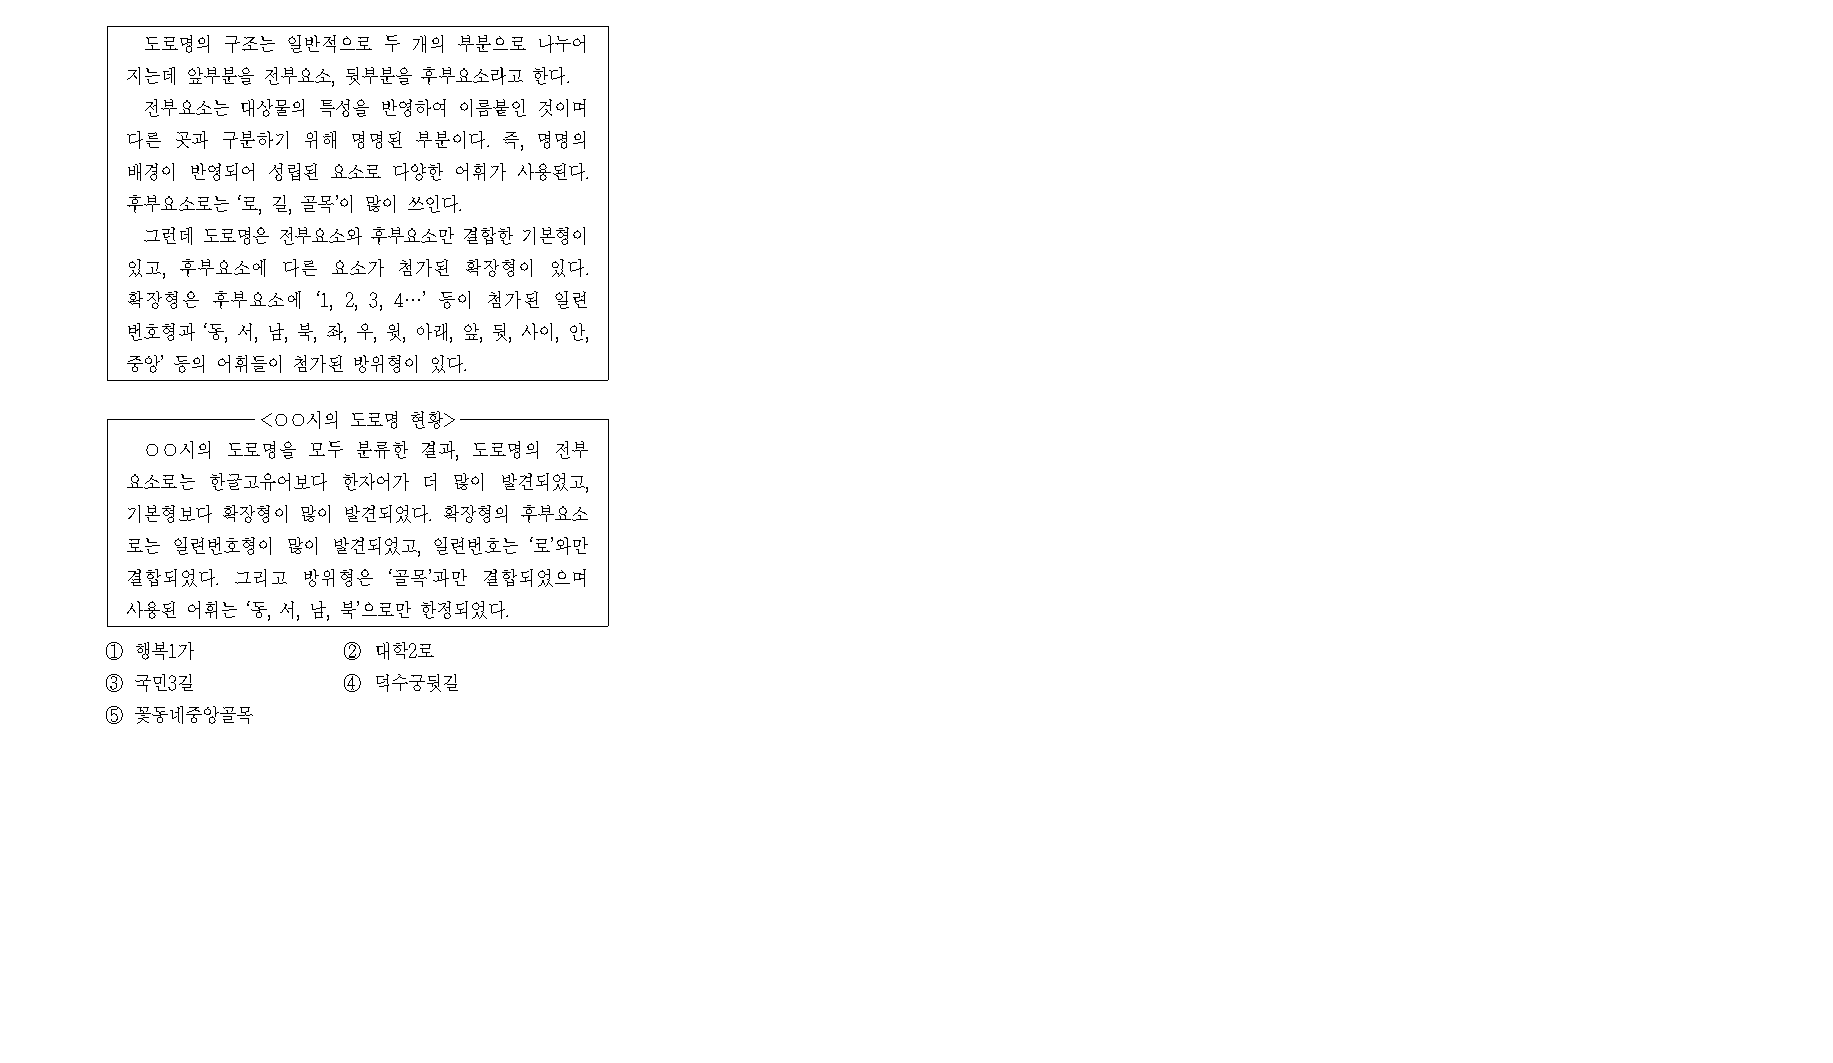 도로명의 구조는 일반적으로 두 개의 부분으로 나누어
지는데 앞부분을 전부요소, 뒷부분을 후부요소라고 한다.
전부요소는 대상물의 특성을 반영하여 이름붙인 것이며
다른 곳과 구분하기 위해 명명된 부분이다. 즉, 명명의
배경이 반영되어 성립된 요소로 다양한 어휘가 사용된다.
후부요소로는 ‘로, 길, 골목’이 많이 쓰인다.
그런데 도로명은 전부요소와 후부요소만 결합한 기본형이
있고, 후부요소에 다른 요소가 첨가된 확장형이 있다.
확장형은 후부요소에 ‘1, 2, 3, 4…’ 등이 첨가된 일련
번호형과 ‘동, 서, 남, 북, 좌, 우, 윗, 아래, 앞, 뒷, 사이, 안,
중앙’ 등의 어휘들이 첨가된 방위형이 있다.
<○○시의 도로명 현황>
○○시의 도로명을 모두 분류한 결과, 도로명의 전부
요소로는 한글고유어보다 한자어가 더 많이 발견되었고,
기본형보다 확장형이 많이 발견되었다. 확장형의 후부요소
로는 일련번호형이 많이 발견되었고, 일련번호는 ‘로’와만
결합되었다. 그리고 방위형은 ‘골목’과만 결합되었으며
사용된 어휘는 ‘동, 서, 남, 북’으로만 한정되었다.
① 행복1가 ② 대학2로
③ 국민3길 ④ 덕수궁뒷길
⑤ 꽃동네중앙골목